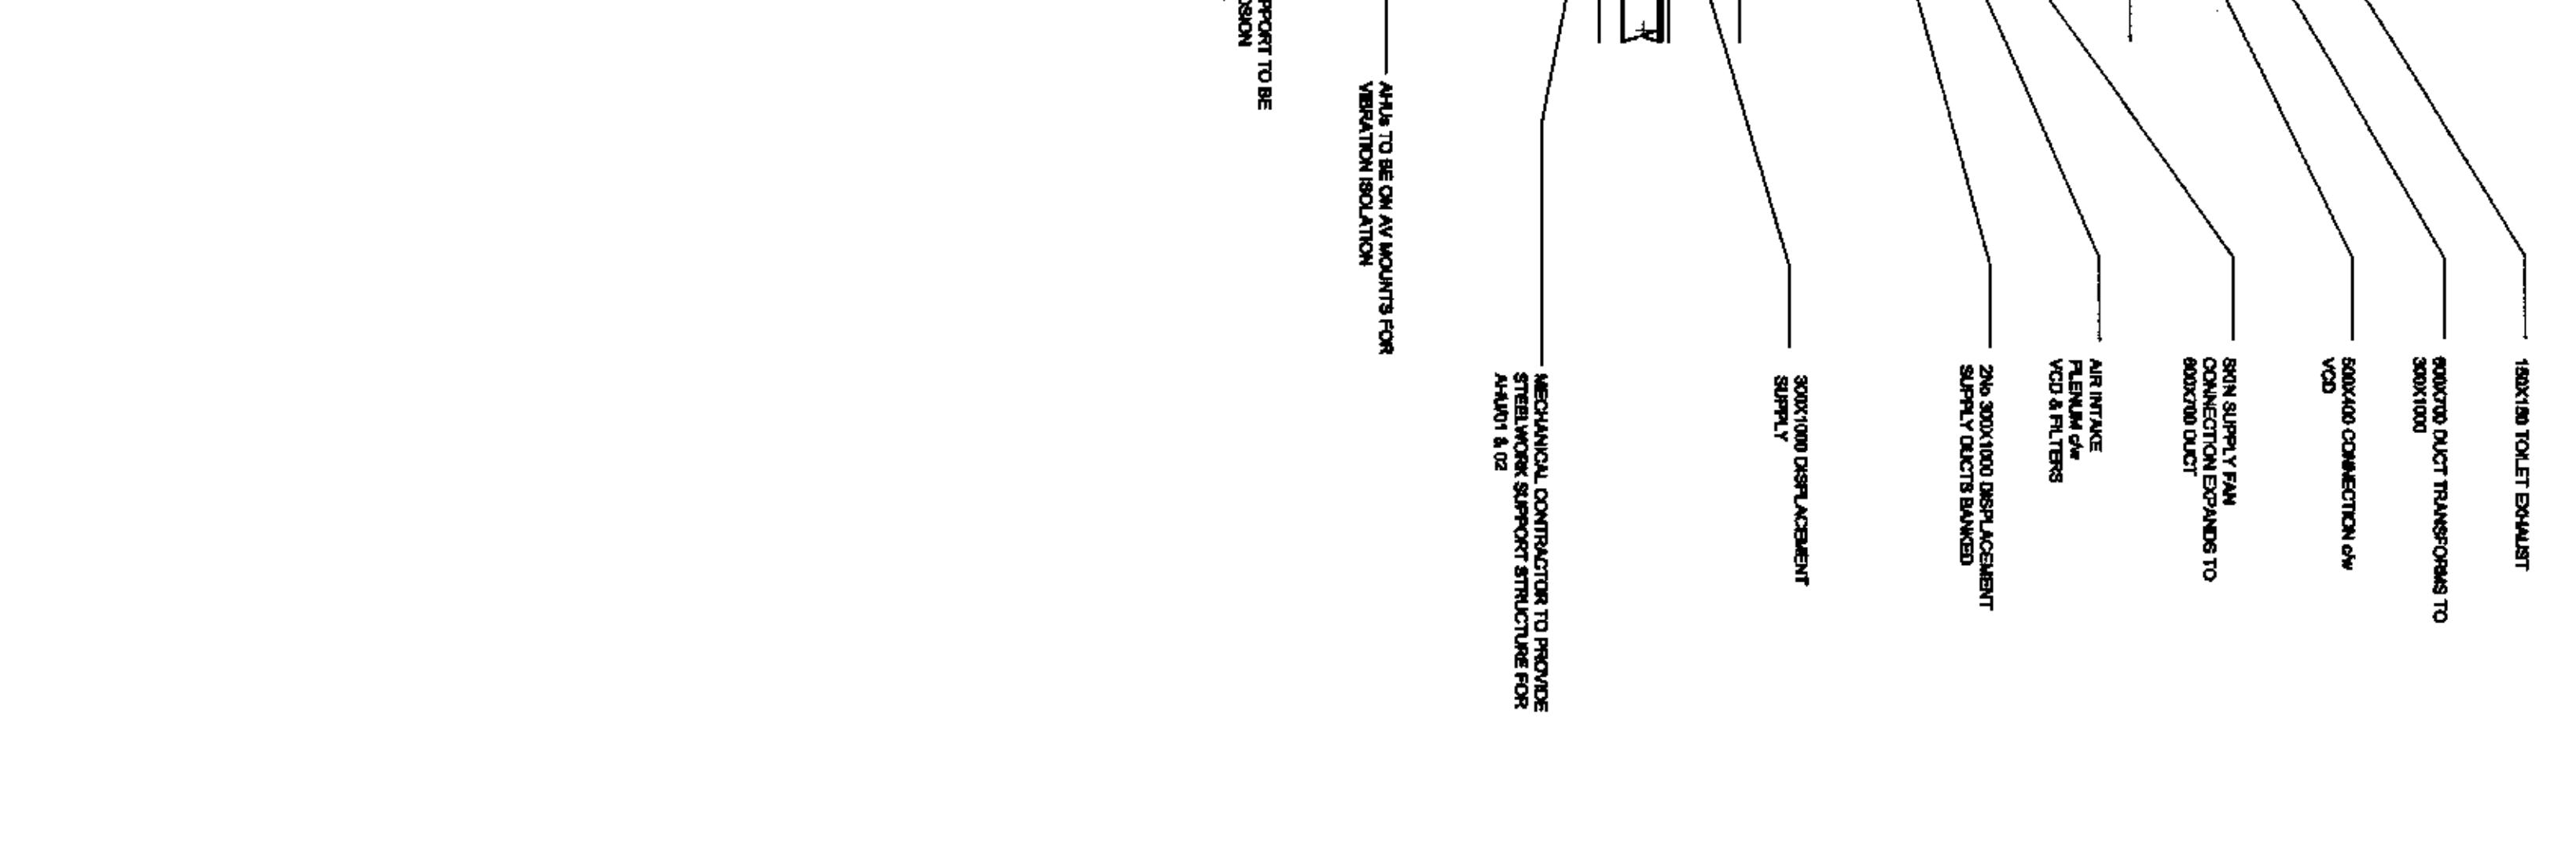 150X150 TOILET EXHAUST
600X700 DUCT TRANSFORMS TO
300X1000
500X400 CONNECTION c/w
VCD
SKIN SUPPLY FAN
CONNECTION EXPANDS TO
600X700 DUCT
AIR INTAKE
PLENUM c/w
VCD & FILTERS
2No 300X1000 DISPLACEMENT
SUPPLY DUCTS BANKED
300X1000 DISPLACEMENT
SUPPLY
MECHANICAL CONTRACTOR TO PROVIDE
STEELWORK SUPPORT STRUCTURE FOR
AHU/01 & 02
AHUs TO BE ON AV MOUNTS FOR
VIBRATION ISOLATION
TO BE